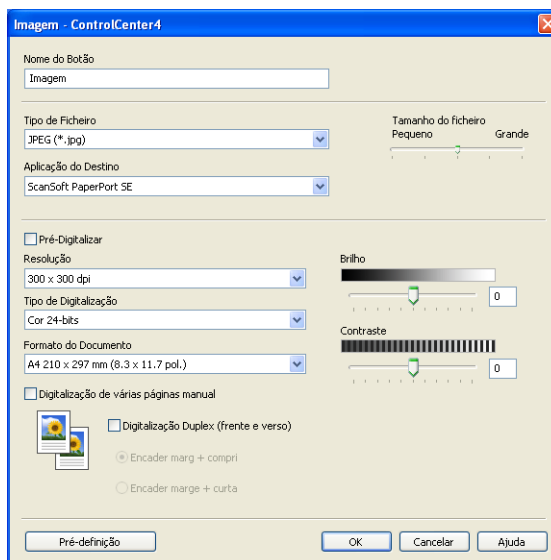 Imagem - ControlCenter4
Nome do Botão
Imagem
Tipo de Ficheiro
JPEG (*.jpg)
Tamanho do ficheiro
Pequeno Grande
Aplicação do Destino
ScanSoft PaperPort SE
Pré-Digitalizar
Resolução
300 x 300 dpi
Tipo de Digitalização
Cor 24-bits
Formato do Documento
A4 210 x 297 mm (8.3 x 11.7 pol.)
Brilho
0
Contraste
0
Digitalização de várias páginas manual
Digitalização Duplex (frente e verso)
Encader marg + compri
Encader marge + curta
Pré-definição OK Cancelar Ajuda